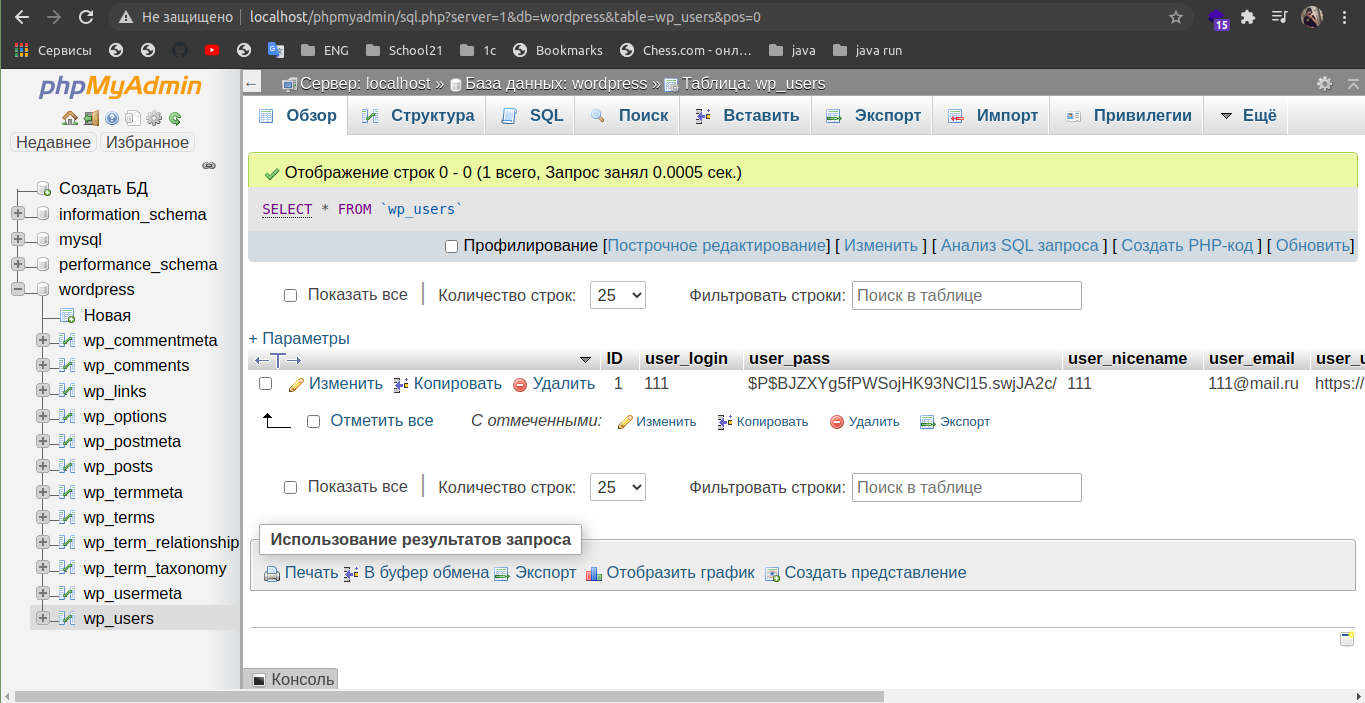 Не защищено localhost/phpmyadmin/sql.php?server=1&db=wordpress&table=wp_users&pos=0
15
Сервисы ENG School21 1c Bookmarks Chess.com - онл... java java run
phpMyAdmin
Недавнее Избранное
Создать БД
information_schema
mysql
performance_schema
wordpress
Новая
wp_commentmeta
wp_comments
wp_links
wp_options
wp_postmeta
wp_posts
wp_termmeta
wp_terms
wp_term_relationship
wp_term_taxonomy
wp_usermeta
wp_users
Сервер: localhost » База данных: wordpress » Таблица: wp_users
Обзор Структура SQL Поиск Вставить Экспорт Импорт Привилегии Ещё
Отображение строк 0 - 0 (1 всего, Запрос занял 0.0005 сек.)
SELECT * FROM `wp_users`
Профилирование [Построчное редактирование] [ Изменить ] [ Анализ SQL запроса ] [ Создать PHP-код ] [ Обновить]
Показать все | Количество строк: 25 Фильтровать строки: Поиск в таблице
+ Параметры
←T→ ID user_login user_pass user_nicename user_email user_u
Изменить Копировать Удалить 1 111 $P$BJZXYg5fPWSojHK93NCl15.swjJA2c/ 111 111@mail.ru https://
Отметить все С отмеченными: Изменить Копировать Удалить Экспорт
Показать все | Количество строк: 25 Фильтровать строки: Поиск в таблице
Использование результатов запроса
Печать В буфер обмена Экспорт Отобразить график Создать представление
Консоль